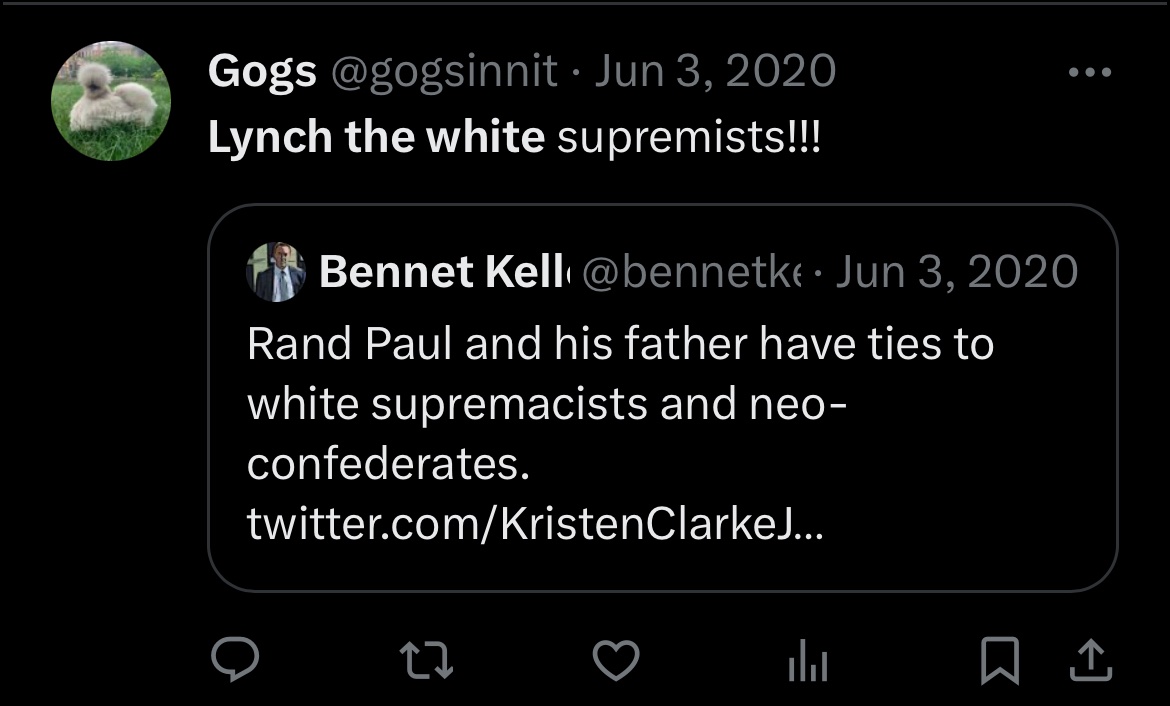 Gogs @gogsinnit · Jun 3, 2020
Lynch the white supremists!!!
Bennet Kell @bennetke · Jun 3, 2020
Rand Paul and his father have ties to
white supremacists and neo-
confederates.
twitter.com/KristenClarkeJ...